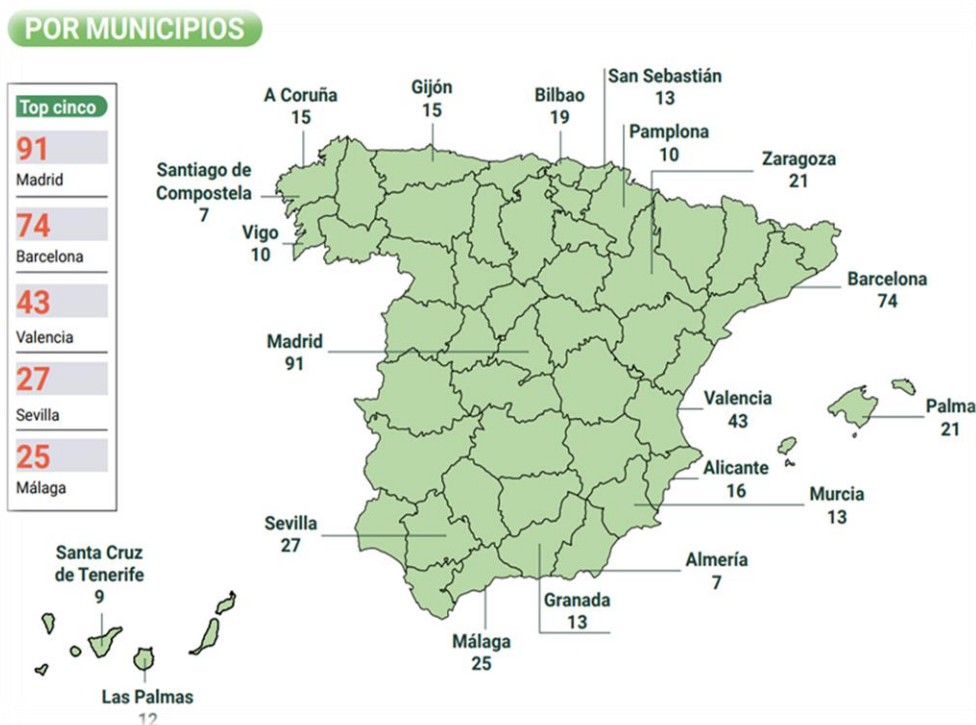 POR MUNICIPIOS
Top cinco
91
Madrid
74
Barcelona
43
Valencia
27
Sevilla
25
Málaga
A Coruña
15
Gijón
15
Bilbao
19
San Sebastián
13
Pamplona
10
Zaragoza
21
Santiago de
Compostela
7
Vigo
10
Barcelona
74
Madrid
91
Valencia
43
Palma
21
Alicante
16
Murcia
13
Sevilla
27
Almería
7
Granada
13
Málaga
25
Santa Cruz
de Tenerife
9
Las Palmas
12